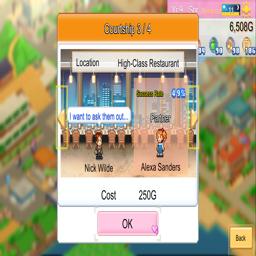 Courtship 3 / 4
6,508G
Location High-Class Restaurant
Success Rate
49%
I want to ask them out...
Partner
Nick Wilde
Alexa Sanders
Cost 250G
OK
Back